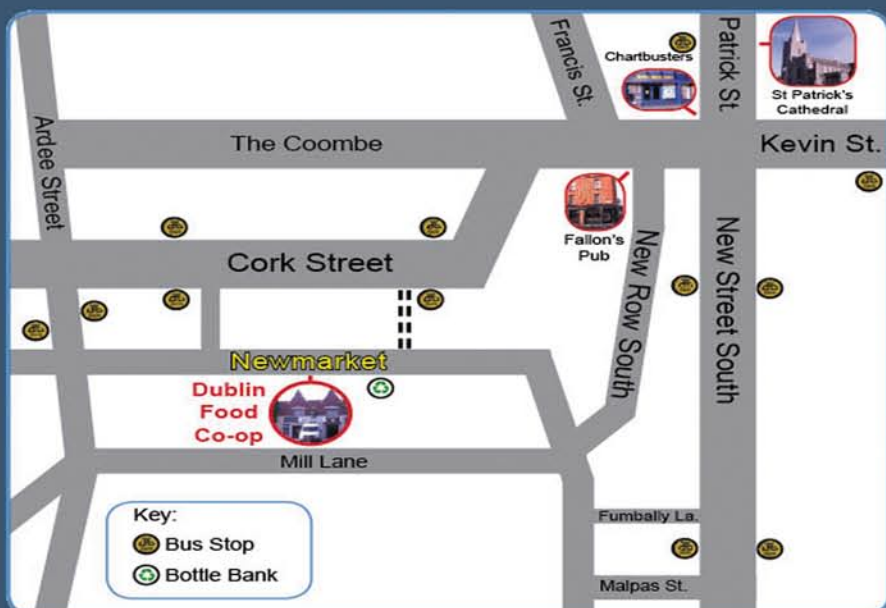 Francis St.
Patrick St
Chartbusters
St Patrick's
Cathedral
Ardee Street
The Coombe
Kevin St.
Fallon's
Pub
Cork Street
New Row South
New Street South
Newmarket
Dublin
Food
Co-op
Mill Lane
Key:
Bus Stop
Bottle Bank
Fumbally La.
Malpas St.